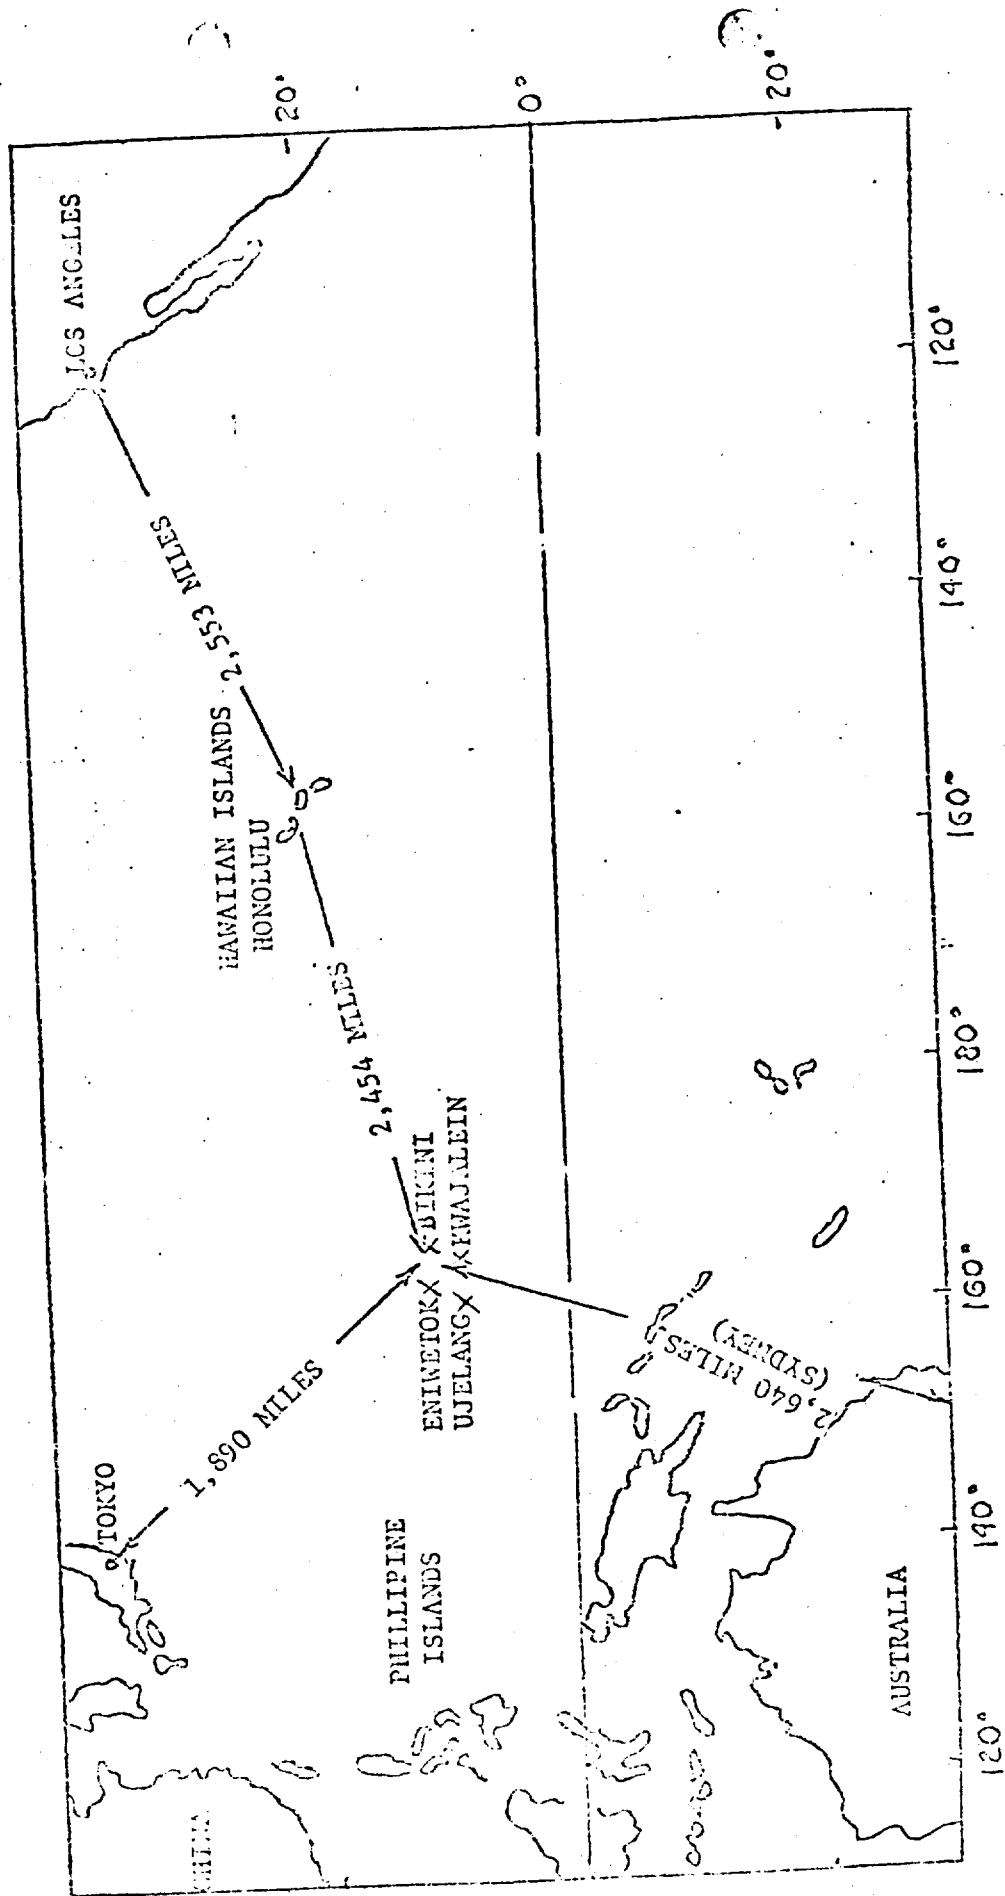 LOS ANGELES
2,553 MILES
HAWAIIAN ISLANDS
HONOLULU
2,454 MILES
BIKINI
KWAJALEIN
ENIWETOK
UJELANG
1,890 MILES
TOKYO
PHILLIPINE
ISLANDS
CHINA
2,640 MILES
(SYDNEY)
AUSTRALIA
20°
0°
20°
120°
140°
160°
180°
160°
140°
120°